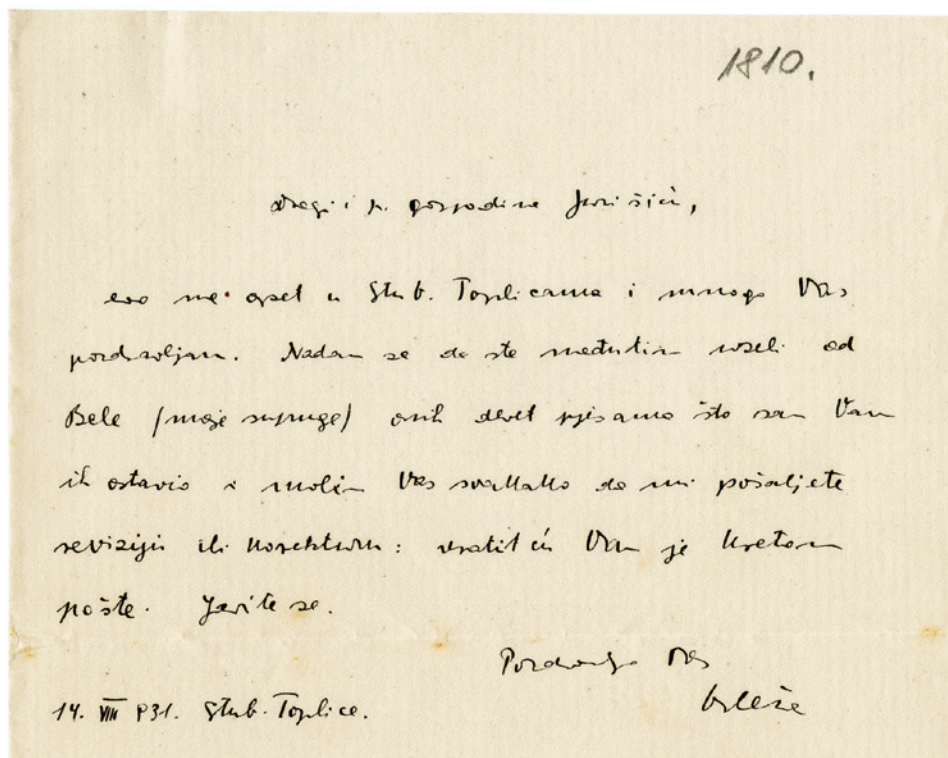 1810.
dragi i p. gospodine Jurišiću,
evo me opet u Stub. Toplicama i mnogo Vas
pozdravljam. Nadam se da ste međutim uzeli od
Bele (moje supruge) onih devet pjesama što sam Vam
ih ostavio i molim Vas svakako da mi pošaljete
reviziju ili korekturu: vratit ću Vam je kretom
pošte. Javite se.
Pozdravlja Vas
Krleža
14. VIII 931. Stub. Toplice.